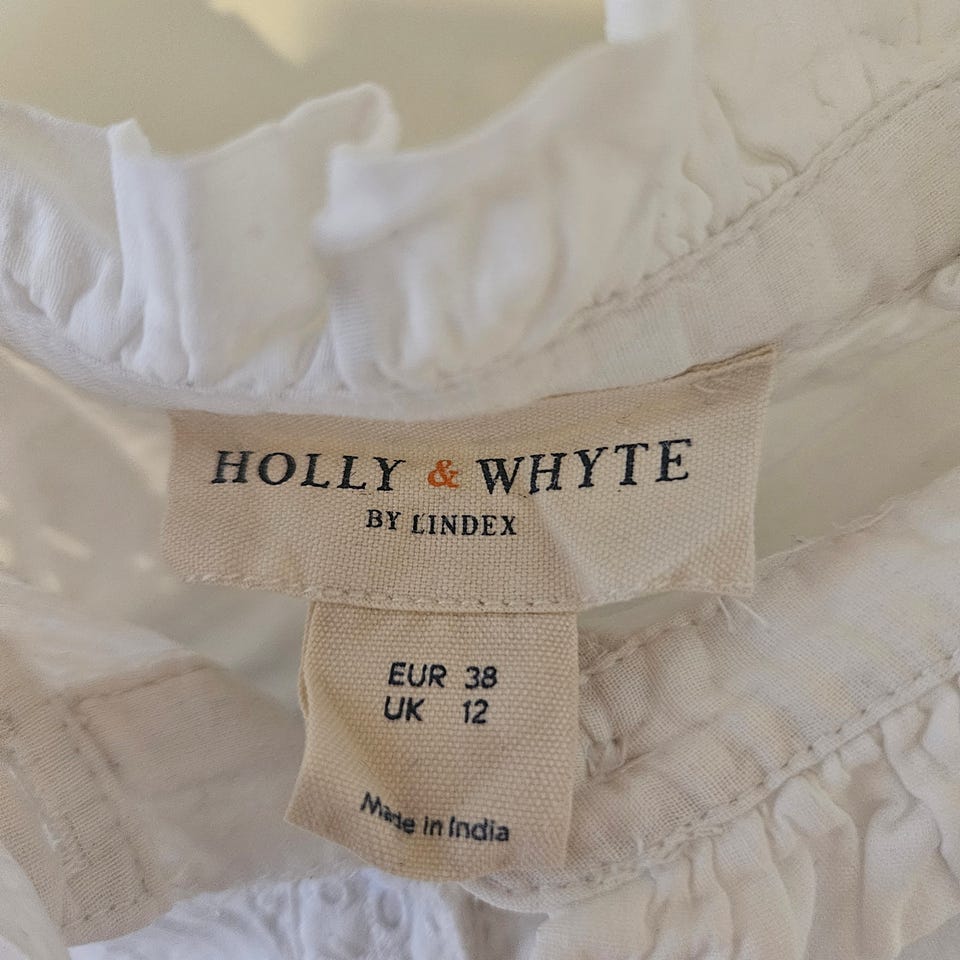 HOLLY & WHYTE
BY LINDEX
EUR 38
UK 12
Made in India